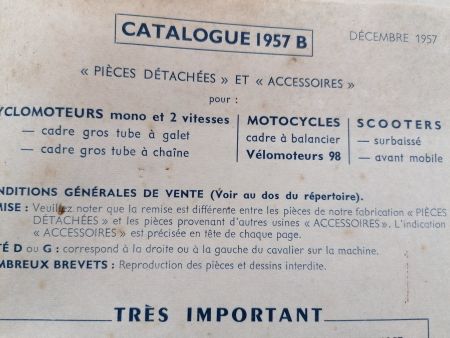 CATALOGUE 1957 B
DÉCEMBRE 1957
« PIÈCES DÉTACHÉES » ET « ACCESSOIRES »
pour :
YCLOMOTEURS mono et 2 vitesses
— cadre gros tube à galet
— cadre gros tube à chaîne
MOTOCYCLES
cadre à balancier
Vélomoteurs 98
SCOOTERS
— surbaissé
— avant mobile
NDITIONS GÉNÉRALES DE VENTE (Voir au dos du répertoire).
MISE : Veuillez noter que la remise est différente entre les pièces de notre fabrication « PIÈCES
DÉTACHÉES » et les pièces provenant d'autres usines « ACCESSOIRES ». L'indication
« ACCESSOIRES » est précisée en tête de chaque page.
TÉ D ou G : correspond à la droite ou à la gauche du cavalier sur la machine.
MBREUX BREVETS : Reproduction des pièces et dessins interdite.
TRÈS IMPORTANT